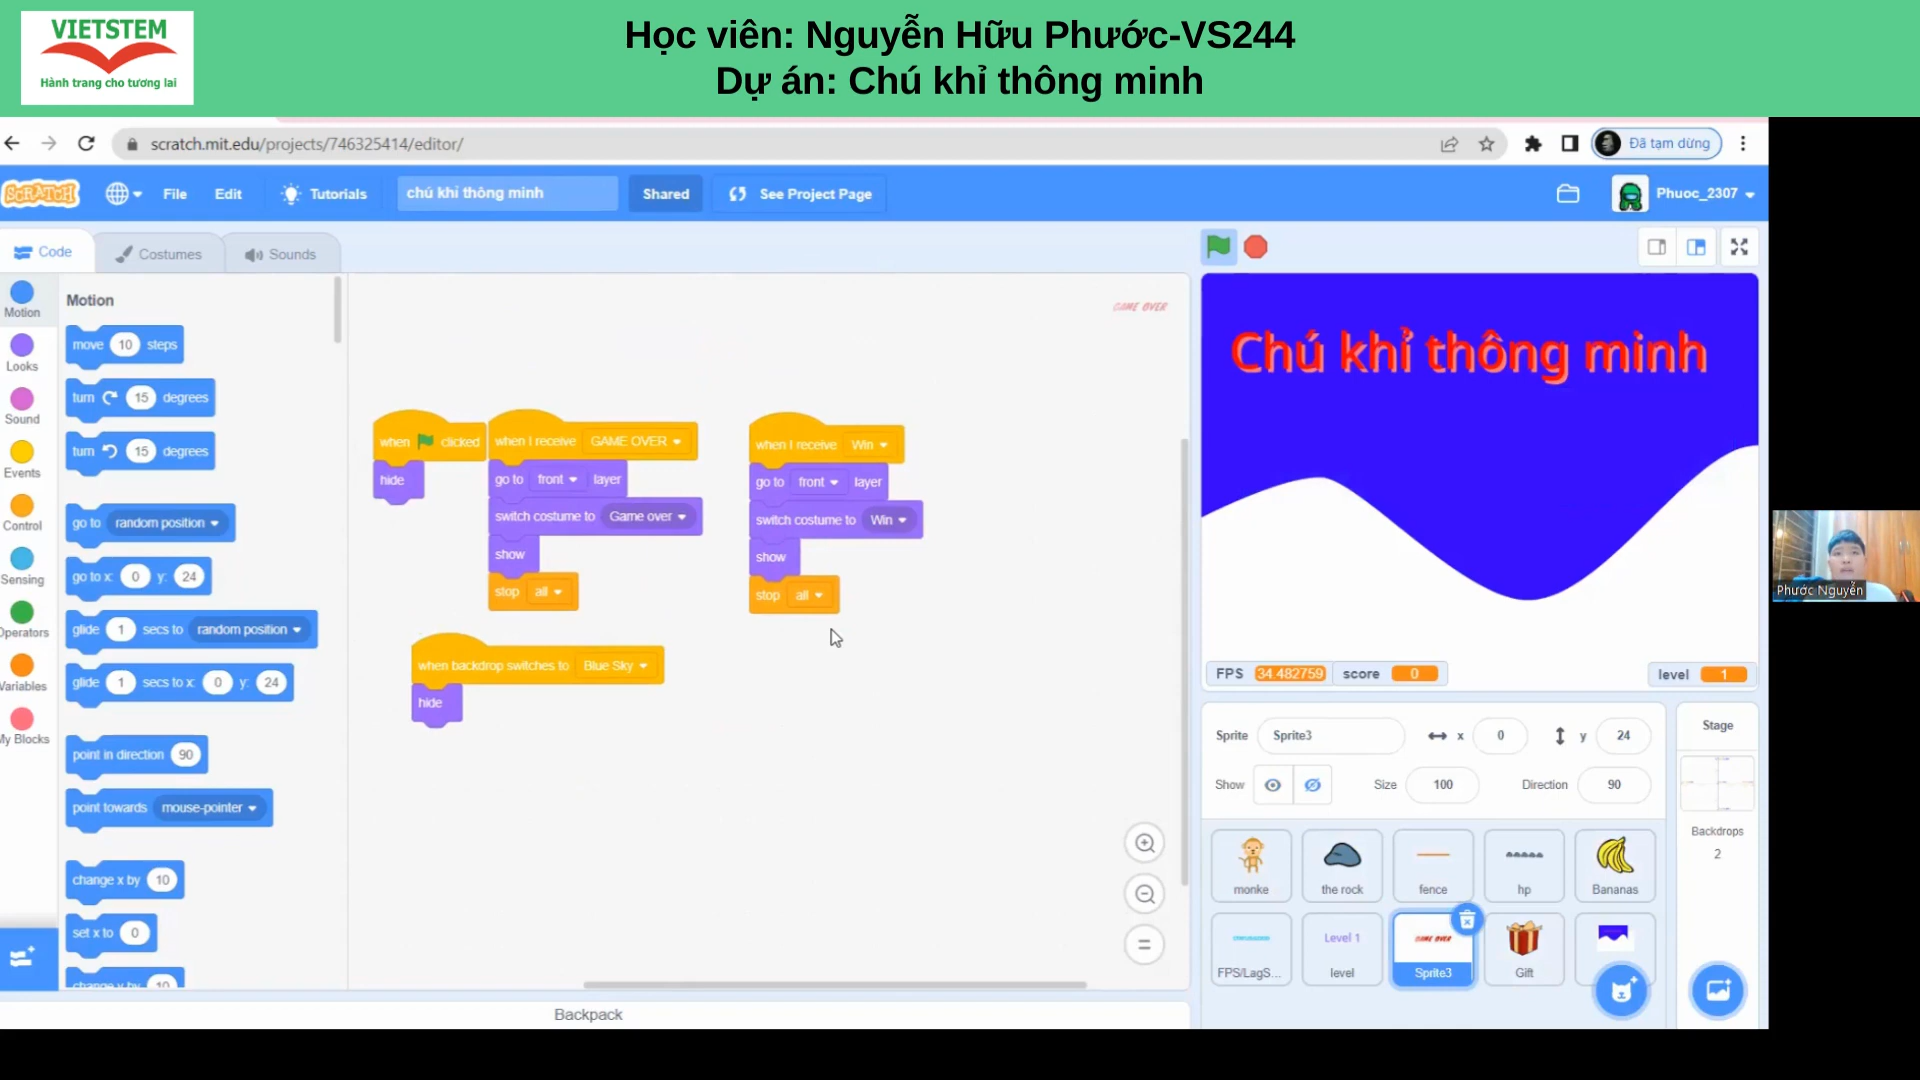 VIETSTEM
Hành trang cho tương lai
Học viên: Nguyễn Hữu Phước-VS244
Dự án: Chú khỉ thông minh
scratch.mit.edu/projects/746325414/editor/
Đã tạm dừng
SCRATCH
File
Edit
Tutorials
chú khỉ thông minh
Shared
See Project Page
Phuoc_2307
Code
Costumes
Sounds
Motion
Looks
Sound
Events
Control
Sensing
Operators
Variables
My Blocks
Motion
move 10 steps
turn 15 degrees
turn 15 degrees
go to random position
go to x: 0 y: 24
glide 1 secs to random position
glide 1 secs to x: 0 y: 24
point in direction 90
point towards mouse-pointer
change x by 10
set x to 0
change y by 10
GAME OVER
when clicked
hide
when I receive GAME OVER
go to front layer
switch costume to Game over
show
stop all
when I receive Win
go to front layer
switch costume to Win
show
stop all
when backdrop switches to Blue Sky
hide
Backpack
Chú khỉ thông minh
FPS 34.482759
score 0
level 1
Sprite Sprite3 x 0 y 24
Show Size 100 Direction 90
monke
the rock
fence
hp
Bananas
FPS/LagS...
Level 1
level
GAME OVER
Sprite3
Gift
Stage
Backdrops
2
Phước Nguyễn